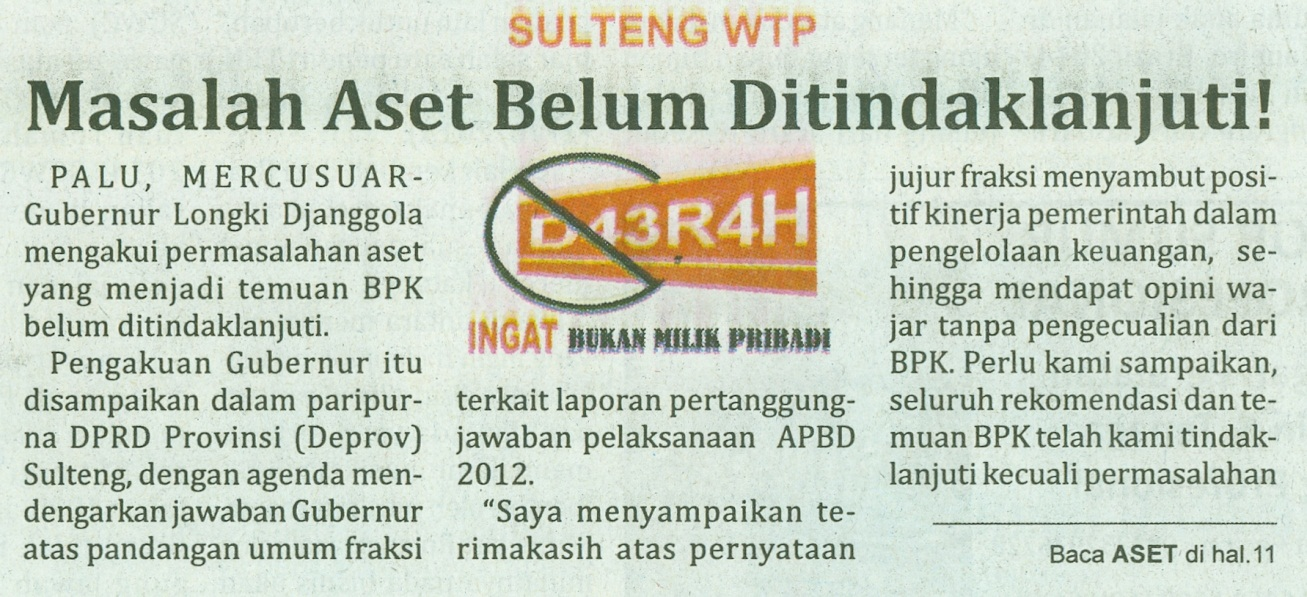 SULTENG WTP
Masalah Aset Belum Ditindaklanjuti!
PALU, MERCUSUAR-
Gubernur Longki Djanggola
mengakui permasalahan aset
yang menjadi temuan BPK
belum ditindaklanjuti.
Pengakuan Gubernur itu
disampaikan dalam paripur-
na DPRD Provinsi (Deprov)
Sulteng, dengan agenda men-
dengarkan jawaban Gubernur
atas pandangan umum fraksi
D43R4H
INGAT BUKAN MILIK PRIBADI
terkait laporan pertanggung-
jawaban pelaksanaan APBD
2012.
“Saya menyampaikan te-
rimakasih atas pernyataan
jujur fraksi menyambut posi-
tif kinerja pemerintah dalam
pengelolaan keuangan, se-
hingga mendapat opini wa-
jar tanpa pengecualian dari
BPK. Perlu kami sampaikan,
seluruh rekomendasi dan te-
muan BPK telah kami tindak-
lanjuti kecuali permasalahan
Baca ASET di hal.11